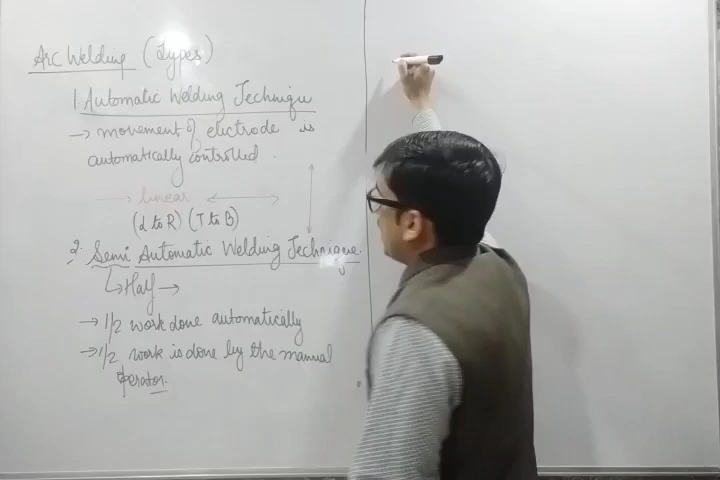 Arc Welding (Types)
1. Automatic Welding Techniqu
→ movement of electrode is
automatically controlled.
→ linear ↔
(L to R) (T to B)
2. Semi Automatic Welding Technique.
↳ Half →
→ 1/2 work done automatically
→ 1/2 work is done by the manual
operator.